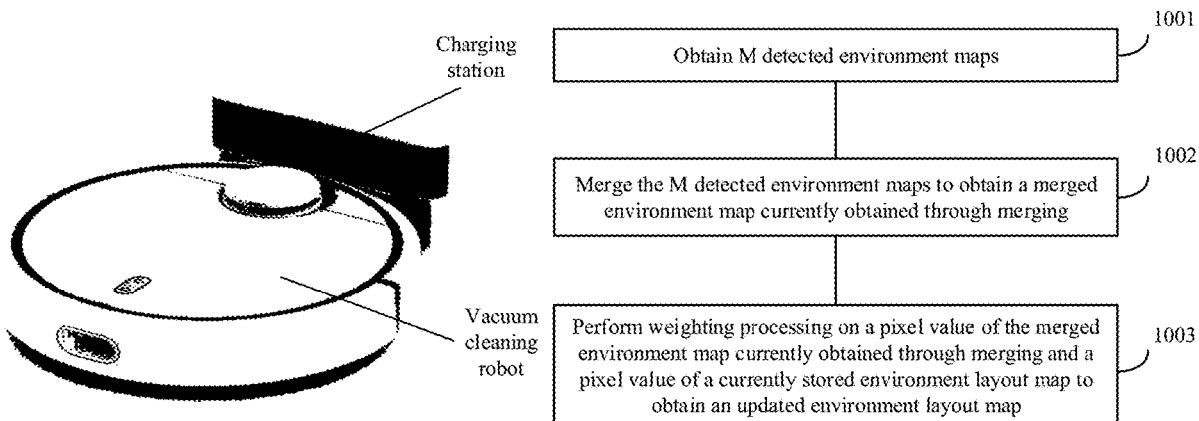 Charging
station
Vacuum
cleaning
robot
1001
Obtain M detected environment maps
1002
Merge the M detected environment maps to obtain a merged
environment map currently obtained through merging
1003
Perform weighting processing on a pixel value of the merged
environment map currently obtained through merging and a
pixel value of a currently stored environment layout map to
obtain an updated environment layout map